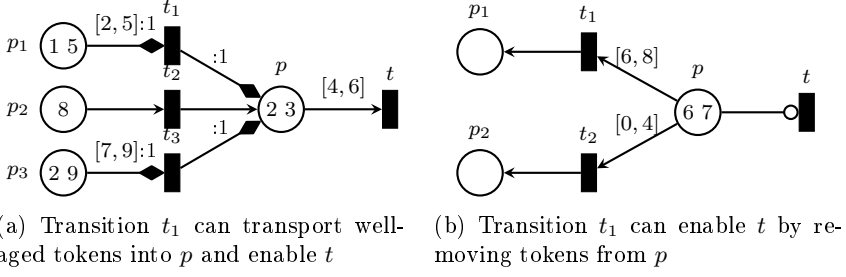 t₁
[2, 5]:1
p₁
1 5
:1
t₂
p
p₂
8
2 3
[4, 6]
t
t₃
:1
p₃
[7, 9]:1
2 9
p₁
t₁
[6, 8]
p
6 7
t
p₂
t₂
[0, 4]
a) Transition t₁ can transport well-
aged tokens into p and enable t
(b) Transition t₁ can enable t by re-
moving tokens from p